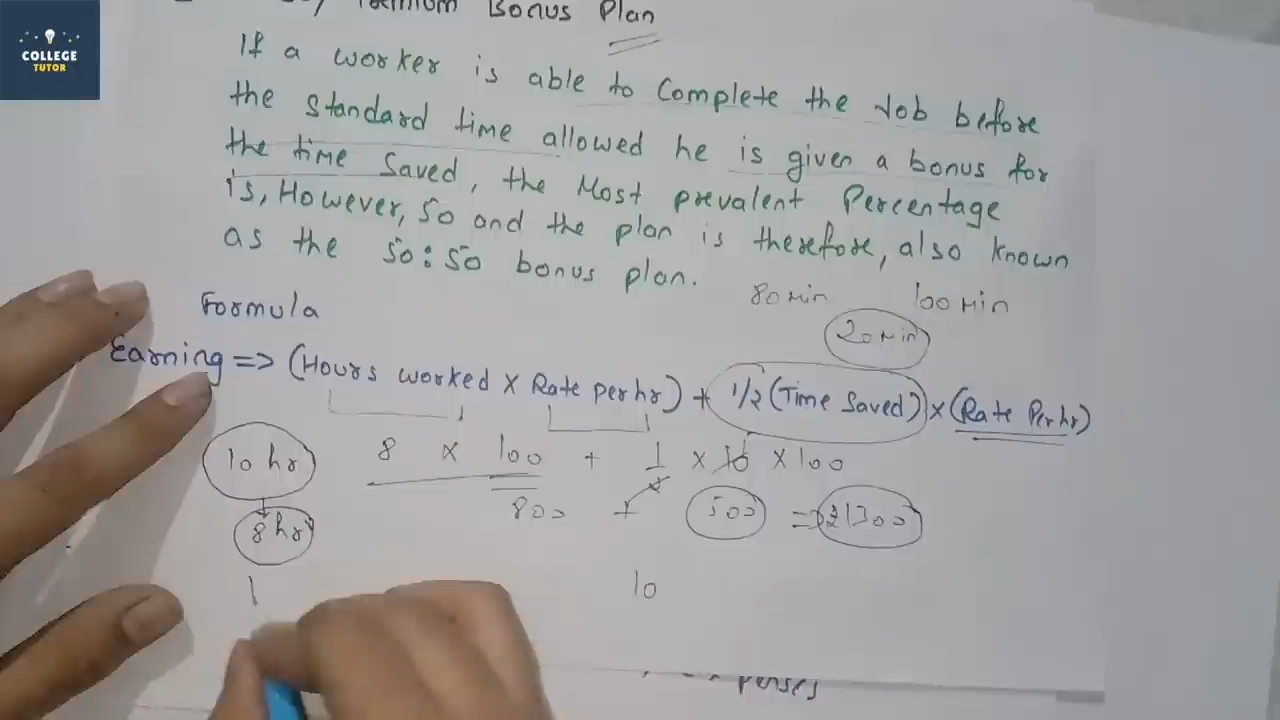 COLLEGE
TUTOR
Bonus Plan
If a worker is able to Complete the Job before
the standard time allowed he is given a bonus for
the time Saved, the Most prevalent Percentage
is, However, 50 and the plan is therefore, also known
as the 50:50 bonus plan.
80 Min 100 Min
20 Min
Formula
Earning => (Hours worked X Rate per hr) + 1/2 (Time Saved) X (Rate Per hr)
10 hr 8 X 100 + 1/2 X 10 X 100
8 hr 800 + 500 => ₹1300
10